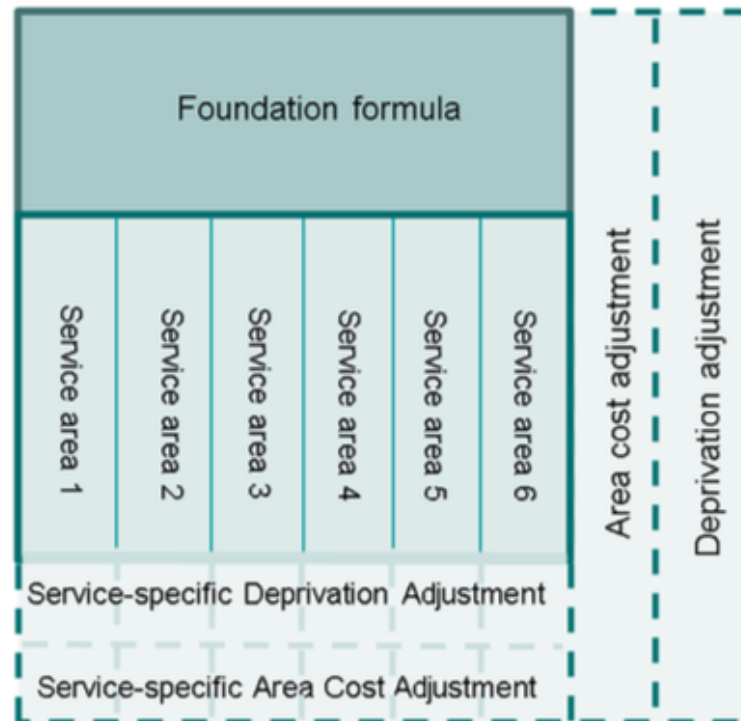 Foundation formula
Service area 1
Service area 2
Service area 3
Service area 4
Service area 5
Service area 6
Service-specific Deprivation Adjustment
Service-specific Area Cost Adjustment
Area cost adjustment
Deprivation adjustment